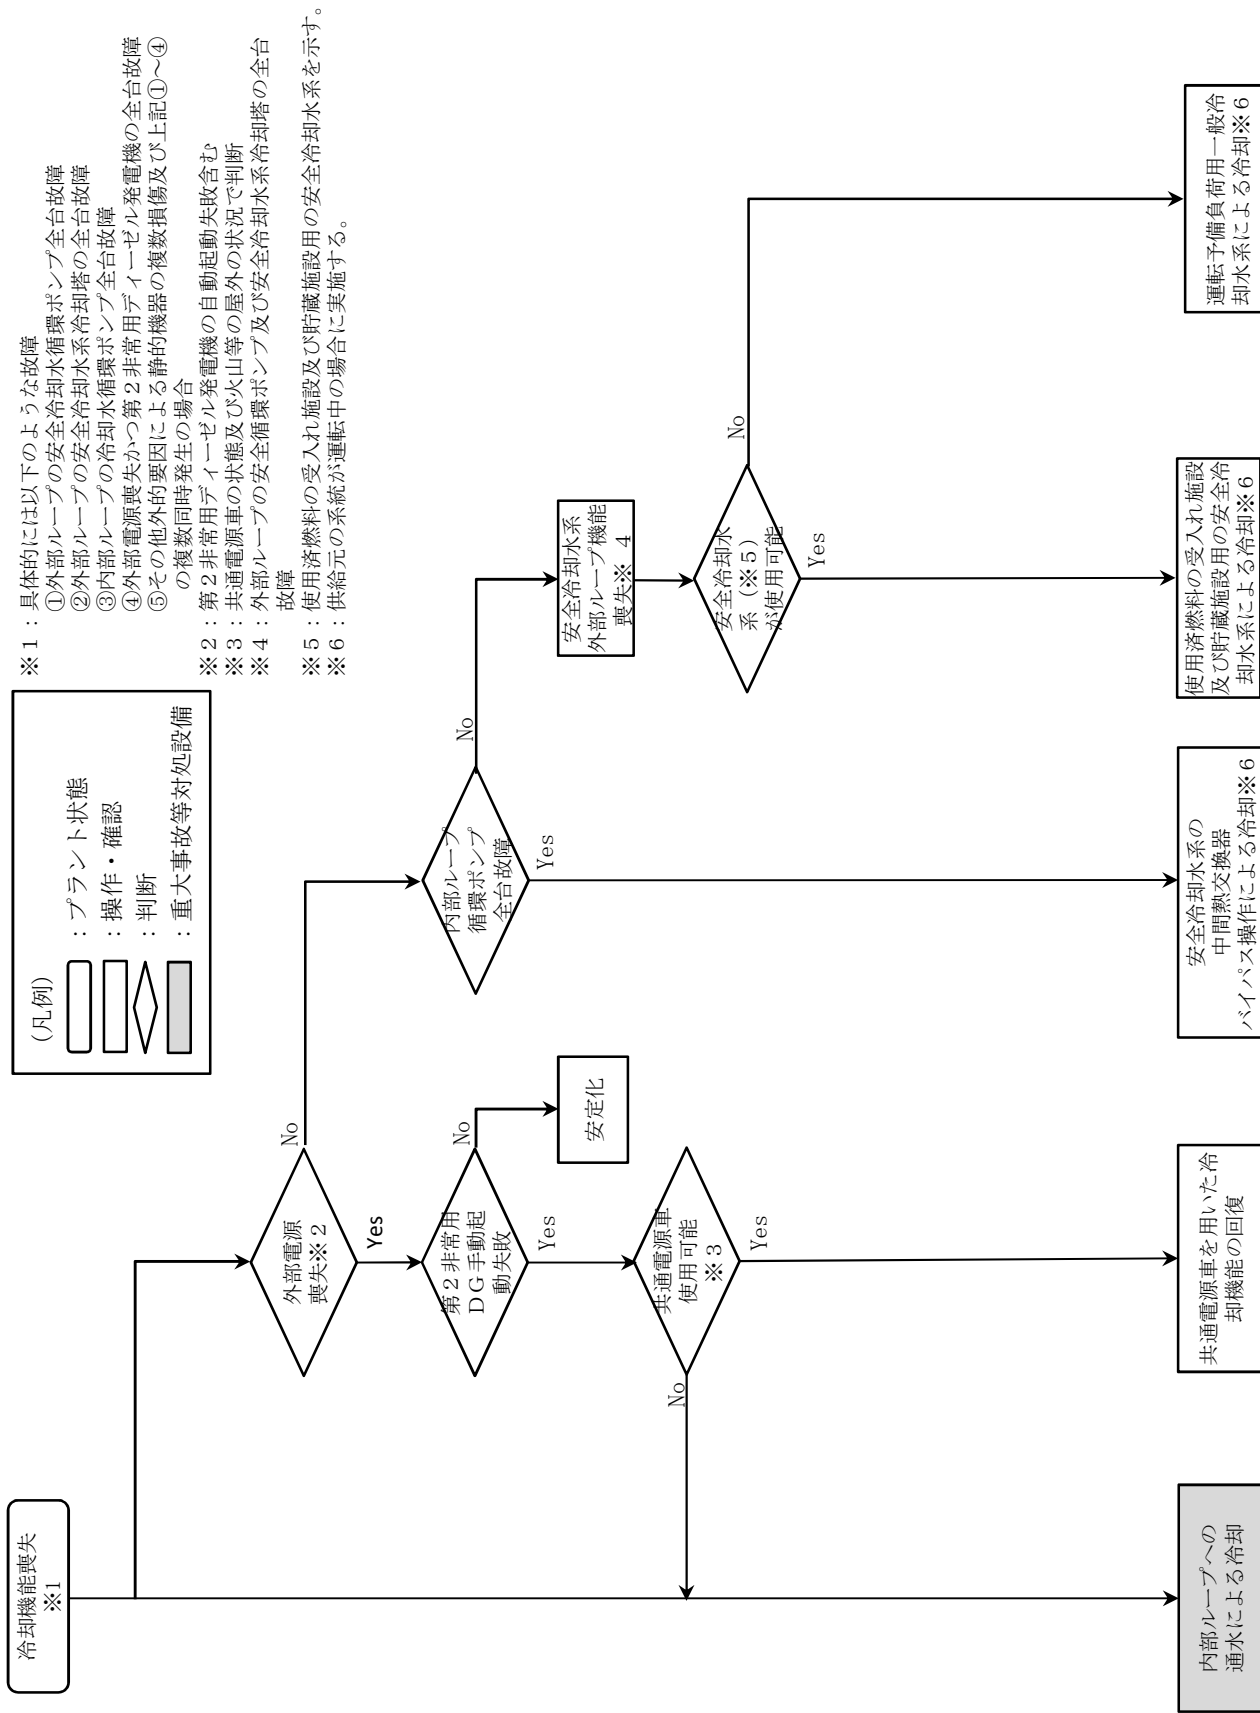 冷却機能喪失
※1
(凡例)
：プラント状態
：操作・確認
：判断
：重大事故等対処設備
※１：具体的には以下のような故障
①外部ループの安全冷却水循環ポンプ全台故障
②外部ループの安全冷却水系冷却塔の全台故障
③内部ループの冷却水循環ポンプ全台故障
④外部電源喪失かつ第２非常用ディーゼル発電機の全台故障
⑤その他外的要因による静的機器の複数損傷及び上記①～④
の複数同時発生の場合
※２：第２非常用ディーゼル発電機の自動起動失敗含む
※３：共通電源車の状態及び火山等の屋外の状況で判断
※４：外部ループの安全循環ポンプ及び安全冷却水系冷却塔の全台
故障
※５：使用済燃料の受入れ施設及び貯蔵施設用の安全冷却水系を示す。
※６：供給元の系統が運転中の場合に実施する。
外部電源
喪失※２
No
Yes
第２非常用
ＤＧ手動起
動失敗
No
Yes
安定化
共通電源車
使用可能
※３
No
Yes
内部ループ
循環ポンプ
全台故障
No
Yes
安全冷却水系
外部ループ機能
喪失※４
安全冷却水
系（※５）
が使用可能
No
Yes
内部ループへの
通水による冷却
共通電源車を用いた冷
却機能の回復
安全冷却水系の
中間熱交換器
バイパス操作による冷却※６
使用済燃料の受入れ施設
及び貯蔵施設用の安全冷
却水系による冷却※６
運転予備負荷用一般冷
却水系による冷却※６